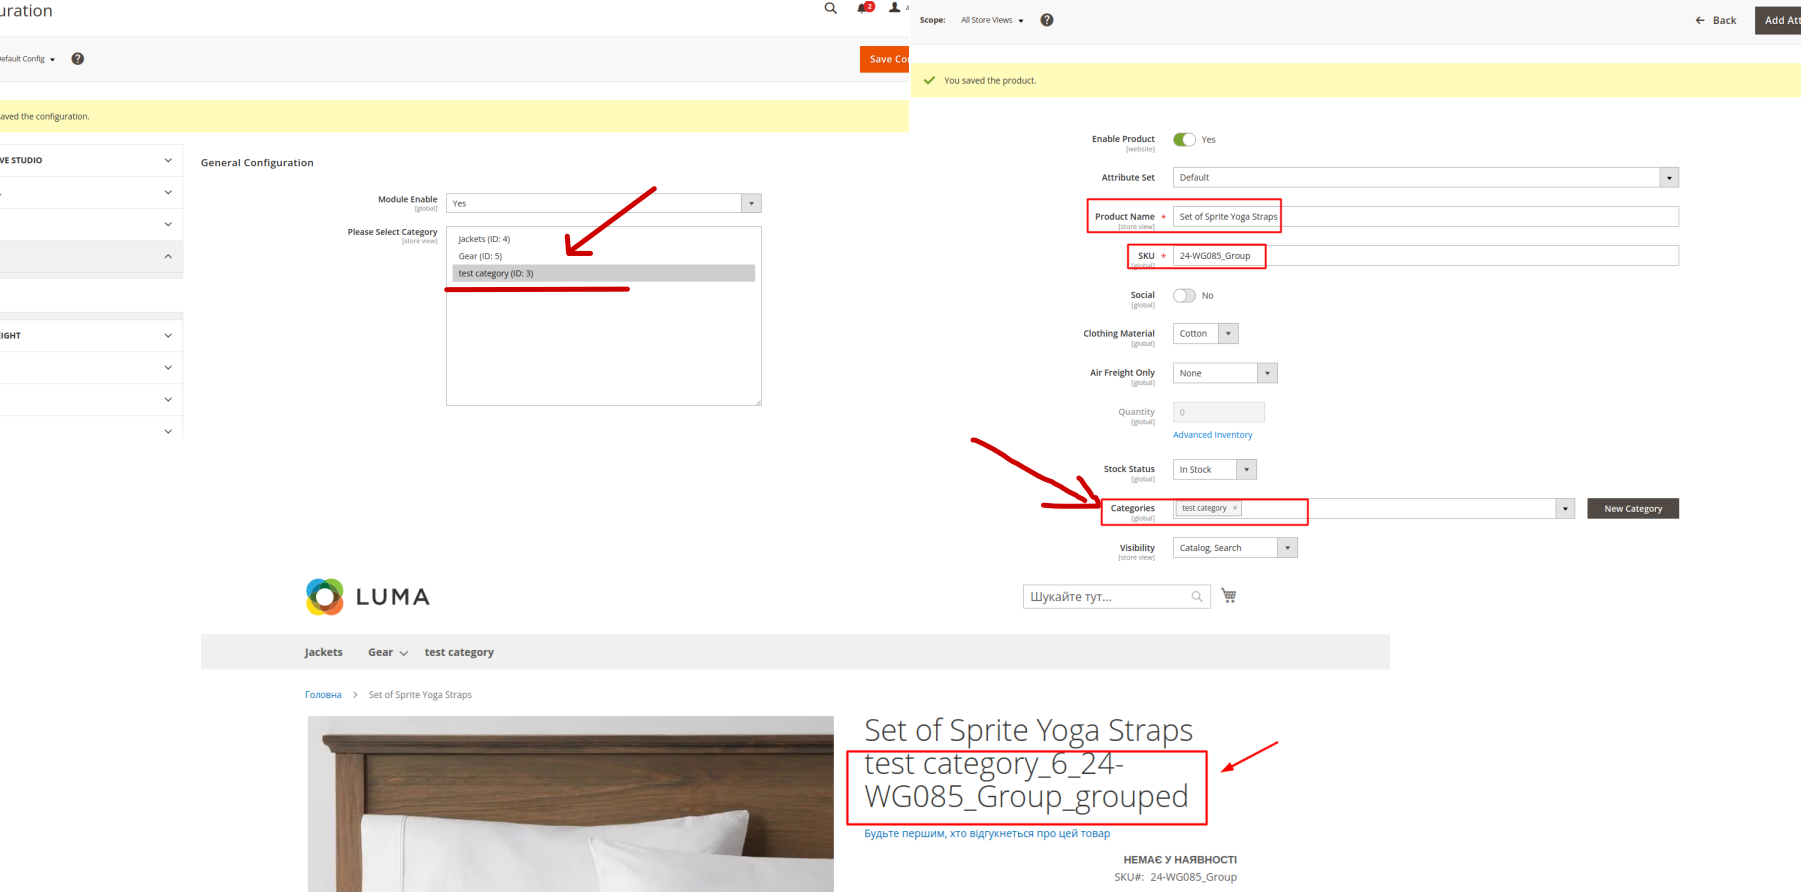 uration
2
Default Config
?
Save Co
saved the configuration.
VE STUDIO
EIGHT
General Configuration
Module Enable
[global]
Yes
Please Select Category
[store view]
Jackets (ID: 4)
Gear (ID: 5)
test category (ID: 3)
Scope:
All Store Views
?
Back
Add Att
You saved the product.
Enable Product
[website]
Yes
Attribute Set
Default
Product Name *
[store view]
Set of Sprite Yoga Straps
SKU *
[global]
24-WG085_Group
Social
[global]
No
Clothing Material
[global]
Cotton
Air Freight Only
[global]
None
Quantity
[global]
0
Advanced Inventory
Stock Status
[global]
In Stock
Categories
[global]
test category ×
New Category
Visibility
[store view]
Catalog, Search
LUMA
Шукайте тут...
Jackets Gear test category
Головна > Set of Sprite Yoga Straps
Set of Sprite Yoga Straps
test category_6_24-
WG085_Group_grouped
Будьте першим, хто відгукнеться про цей товар
НЕМАЄ У НАЯВНОСТІ
SKU#: 24-WG085_Group